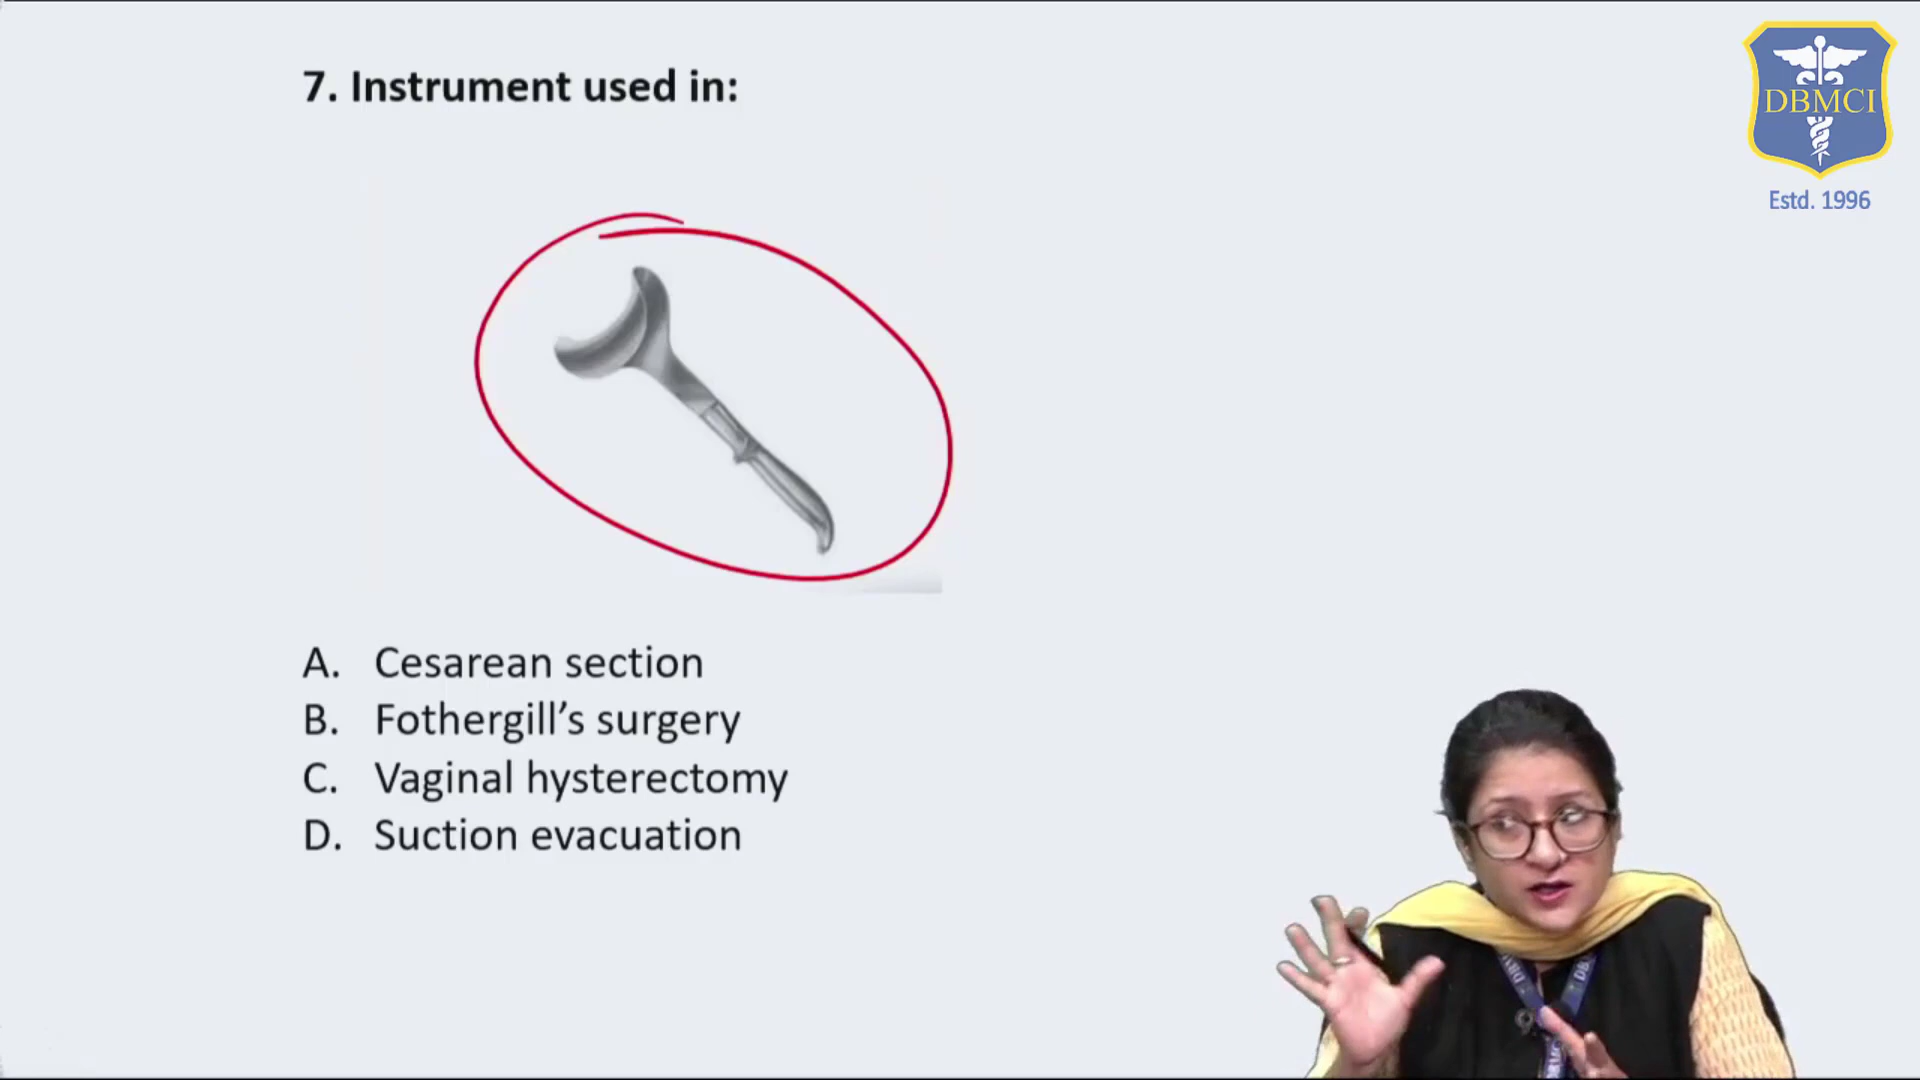 7. Instrument used in:
DBMCI
Estd. 1996
A. Cesarean section
B. Fothergill’s surgery
C. Vaginal hysterectomy
D. Suction evacuation